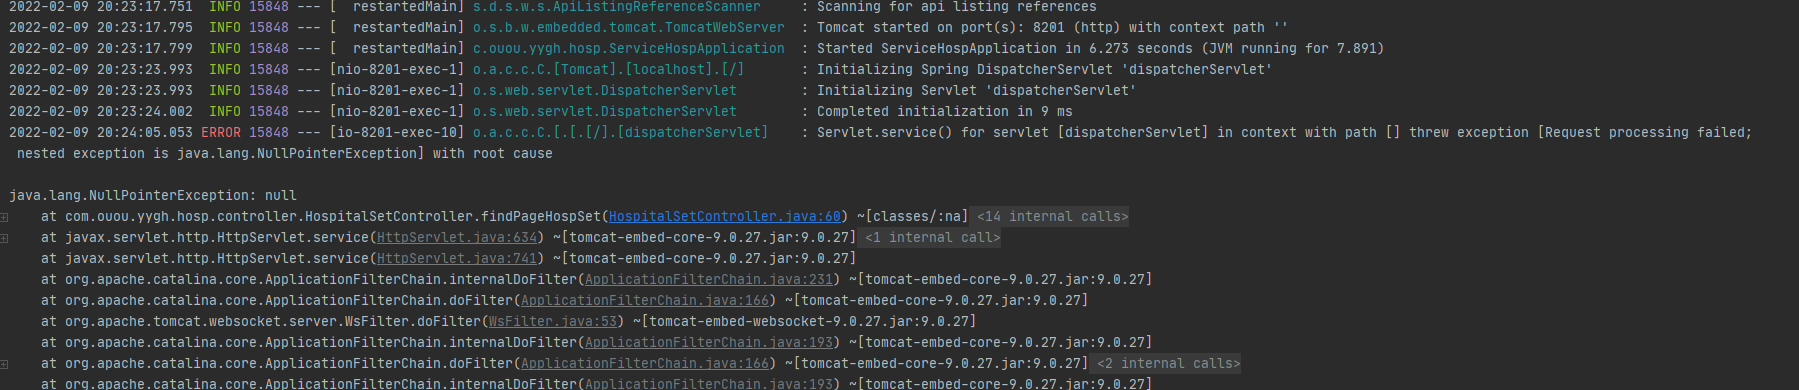 2022-02-09 20:23:17.751  INFO 15848 --- [  restartedMain] s.d.s.w.s.ApiListingReferenceScanner     : Scanning for api listing references
2022-02-09 20:23:17.795  INFO 15848 --- [  restartedMain] o.s.b.w.embedded.tomcat.TomcatWebServer  : Tomcat started on port(s): 8201 (http) with context path ''
2022-02-09 20:23:17.799  INFO 15848 --- [  restartedMain] c.ouou.yygh.hosp.ServiceHospApplication  : Started ServiceHospApplication in 6.273 seconds (JVM running for 7.891)
2022-02-09 20:23:23.993  INFO 15848 --- [nio-8201-exec-1] o.a.c.c.C.[Tomcat].[localhost].[/]       : Initializing Spring DispatcherServlet 'dispatcherServlet'
2022-02-09 20:23:23.993  INFO 15848 --- [nio-8201-exec-1] o.s.web.servlet.DispatcherServlet        : Initializing Servlet 'dispatcherServlet'
2022-02-09 20:23:24.002  INFO 15848 --- [nio-8201-exec-1] o.s.web.servlet.DispatcherServlet        : Completed initialization in 9 ms
2022-02-09 20:24:05.053 ERROR 15848 --- [io-8201-exec-10] o.a.c.c.C.[.[.[/].[dispatcherServlet]    : Servlet.service() for servlet [dispatcherServlet] in context with path [] threw exception [Request processing failed;
 nested exception is java.lang.NullPointerException] with root cause
java.lang.NullPointerException: null
    at com.ouou.yygh.hosp.controller.HospitalSetController.findPageHospSet(HospitalSetController.java:60) ~[classes/:na] <14 internal calls>
    at javax.servlet.http.HttpServlet.service(HttpServlet.java:634) ~[tomcat-embed-core-9.0.27.jar:9.0.27] <1 internal call>
    at javax.servlet.http.HttpServlet.service(HttpServlet.java:741) ~[tomcat-embed-core-9.0.27.jar:9.0.27]
    at org.apache.catalina.core.ApplicationFilterChain.internalDoFilter(ApplicationFilterChain.java:231) ~[tomcat-embed-core-9.0.27.jar:9.0.27]
    at org.apache.catalina.core.ApplicationFilterChain.doFilter(ApplicationFilterChain.java:166) ~[tomcat-embed-core-9.0.27.jar:9.0.27]
    at org.apache.tomcat.websocket.server.WsFilter.doFilter(WsFilter.java:53) ~[tomcat-embed-websocket-9.0.27.jar:9.0.27]
    at org.apache.catalina.core.ApplicationFilterChain.internalDoFilter(ApplicationFilterChain.java:193) ~[tomcat-embed-core-9.0.27.jar:9.0.27]
    at org.apache.catalina.core.ApplicationFilterChain.doFilter(ApplicationFilterChain.java:166) ~[tomcat-embed-core-9.0.27.jar:9.0.27] <2 internal calls>
    at org.apache.catalina.core.ApplicationFilterChain.internalDoFilter(ApplicationFilterChain.java:193) ~[tomcat-embed-core-9.0.27.jar:9.0.27]